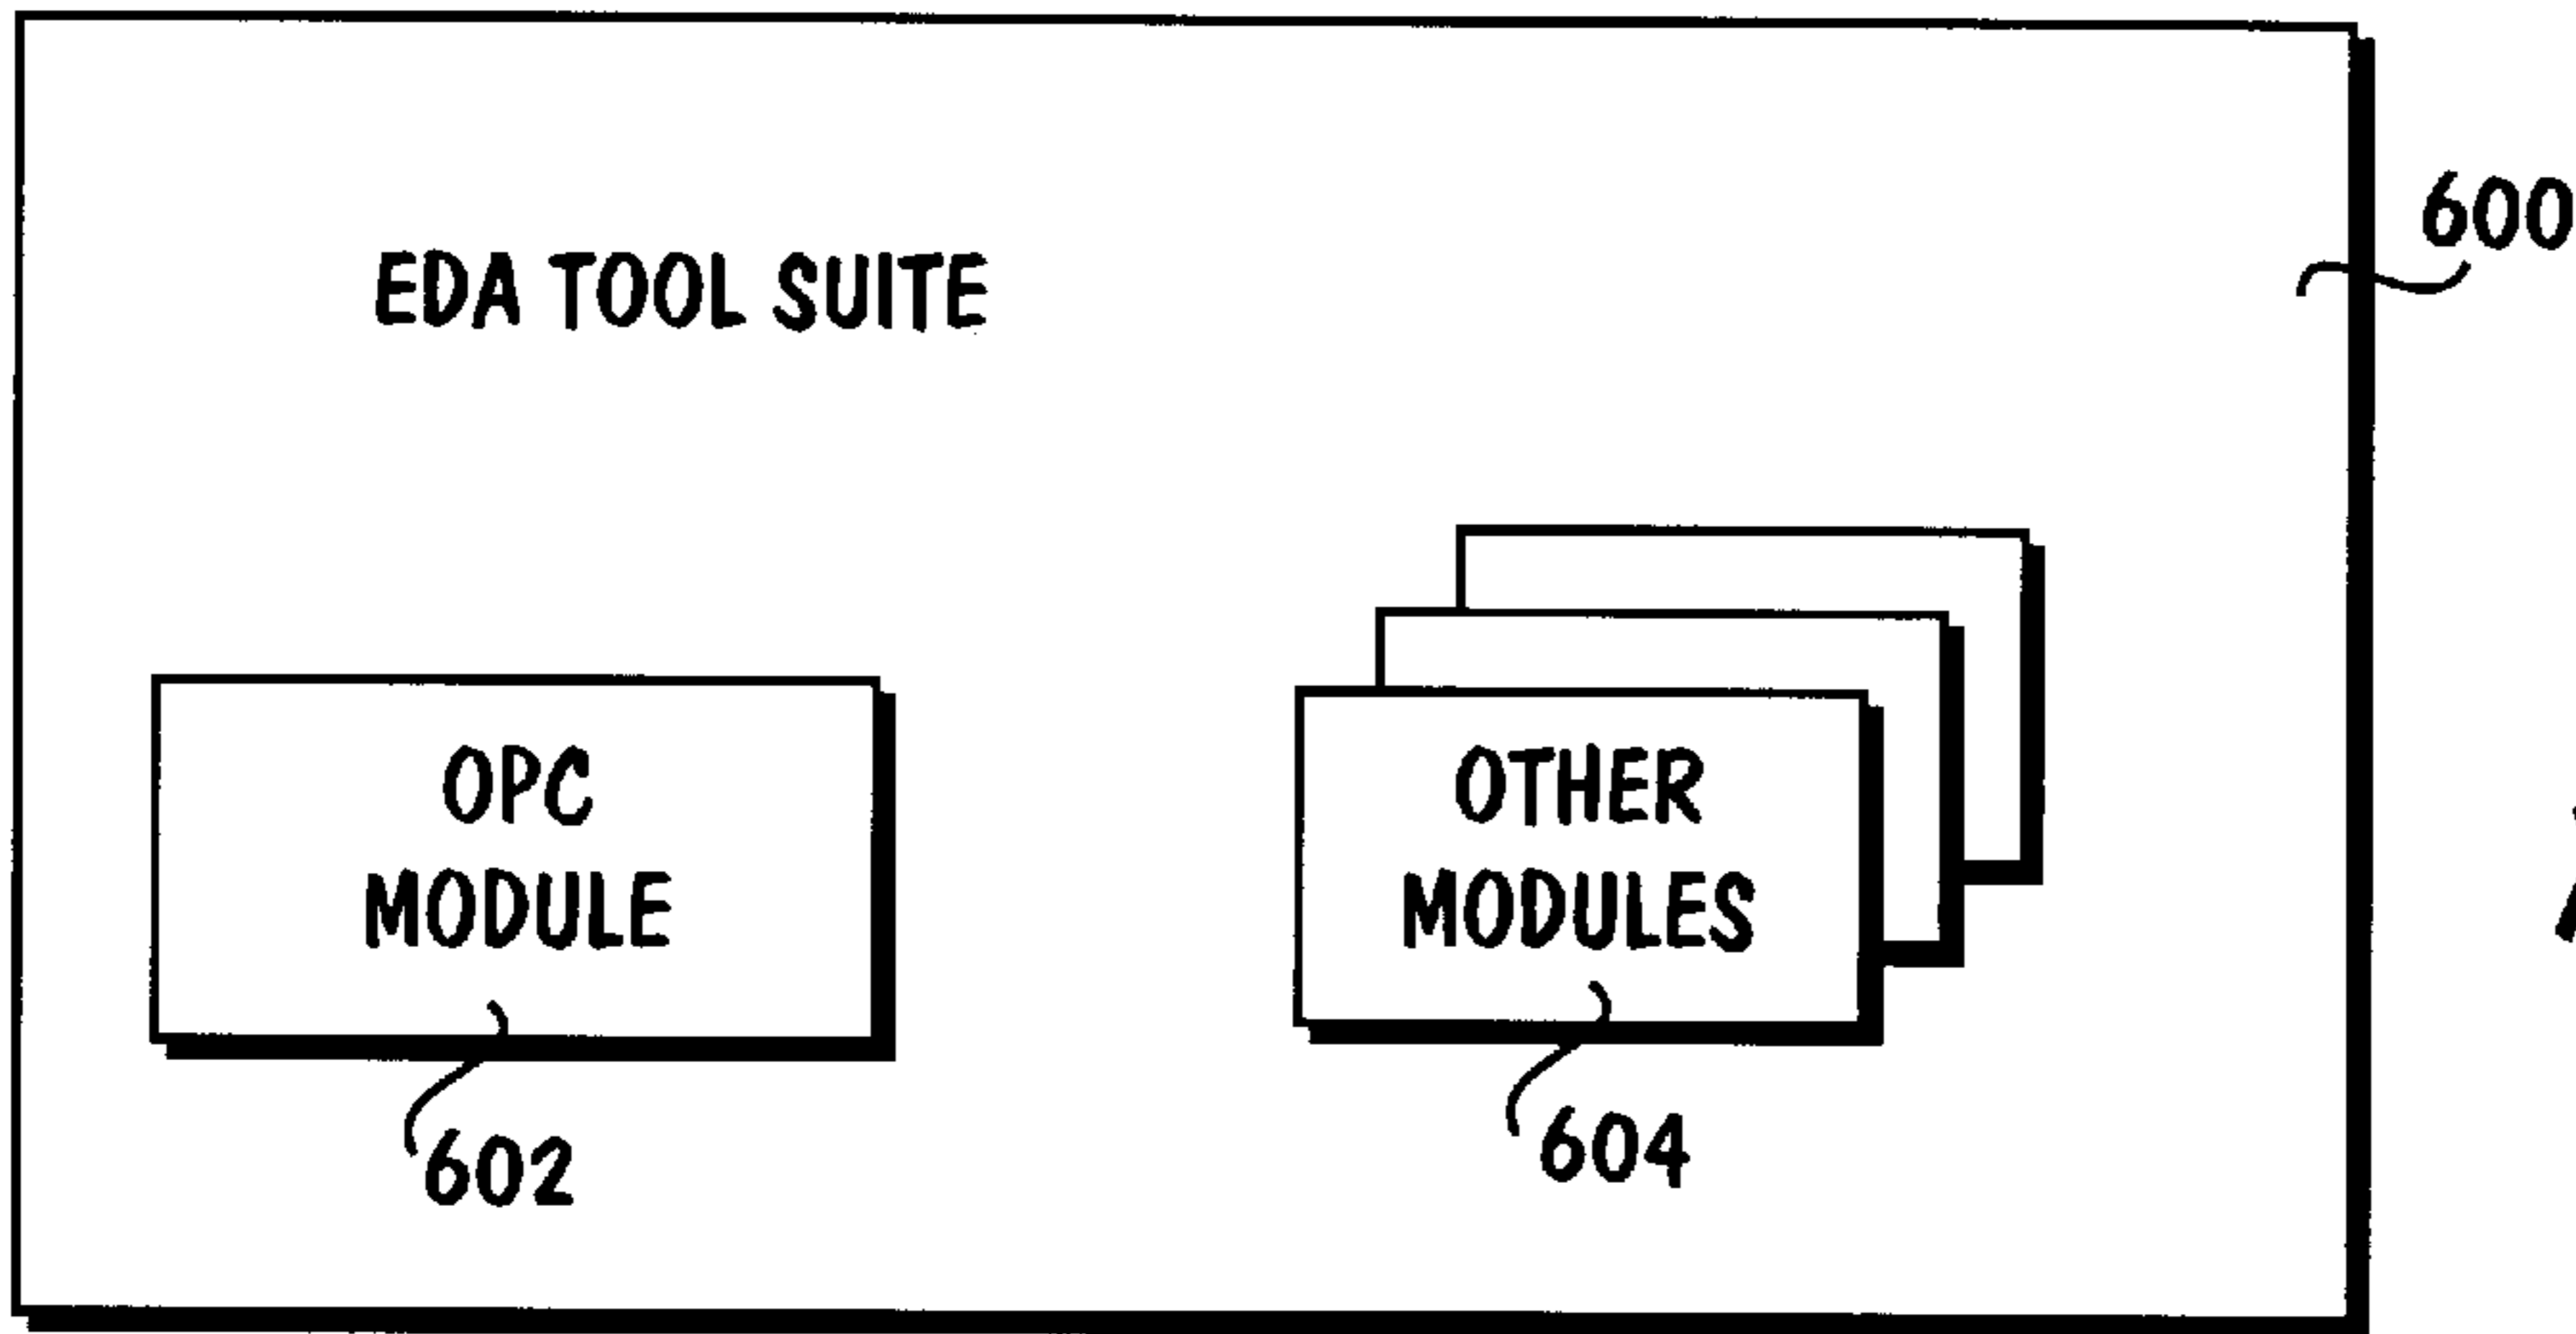 600
EDA TOOL SUITE
OPC
MODULE
OTHER
MODULES
602
604